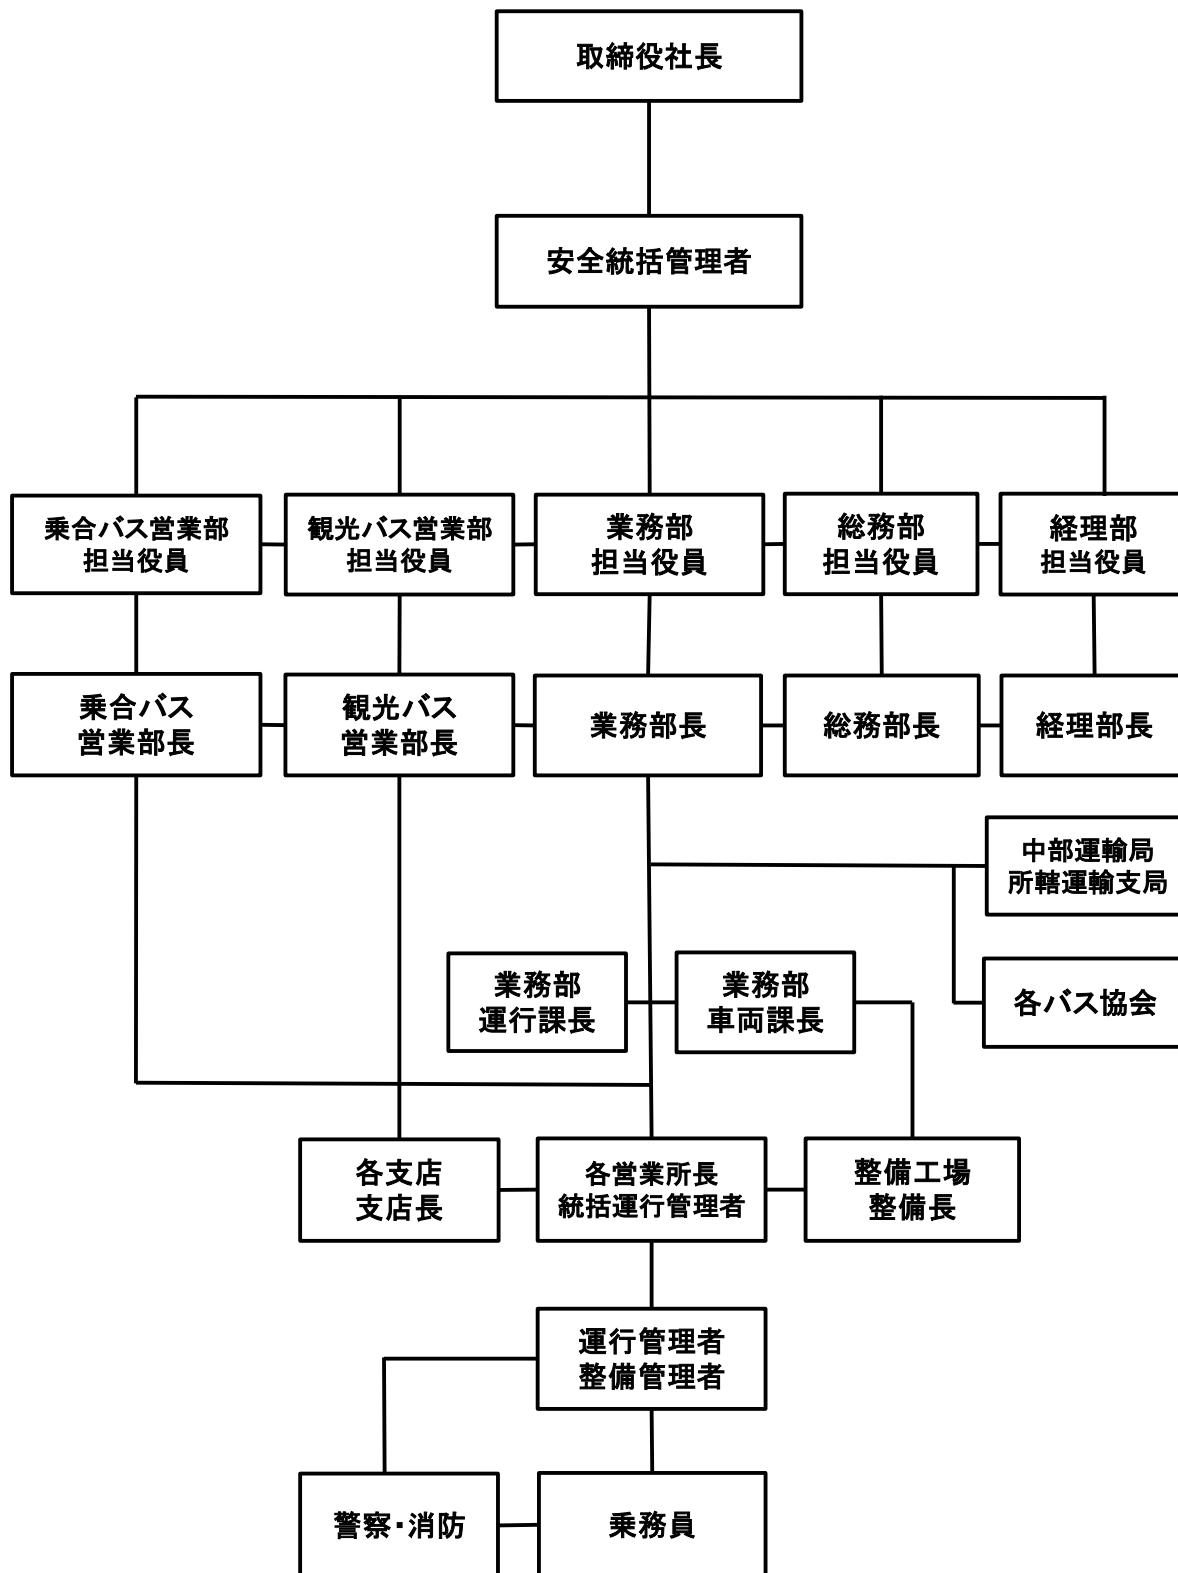 取締役社長
安全統括管理者
乗合バス営業部
担当役員
観光バス営業部
担当役員
業務部
担当役員
総務部
担当役員
経理部
担当役員
乗合バス
営業部長
観光バス
営業部長
業務部長
総務部長
経理部長
中部運輸局
所轄運輸支局
業務部
運行課長
業務部
車両課長
各バス協会
各支店
支店長
各営業所長
統括運行管理者
整備工場
整備長
運行管理者
整備管理者
警察・消防
乗務員